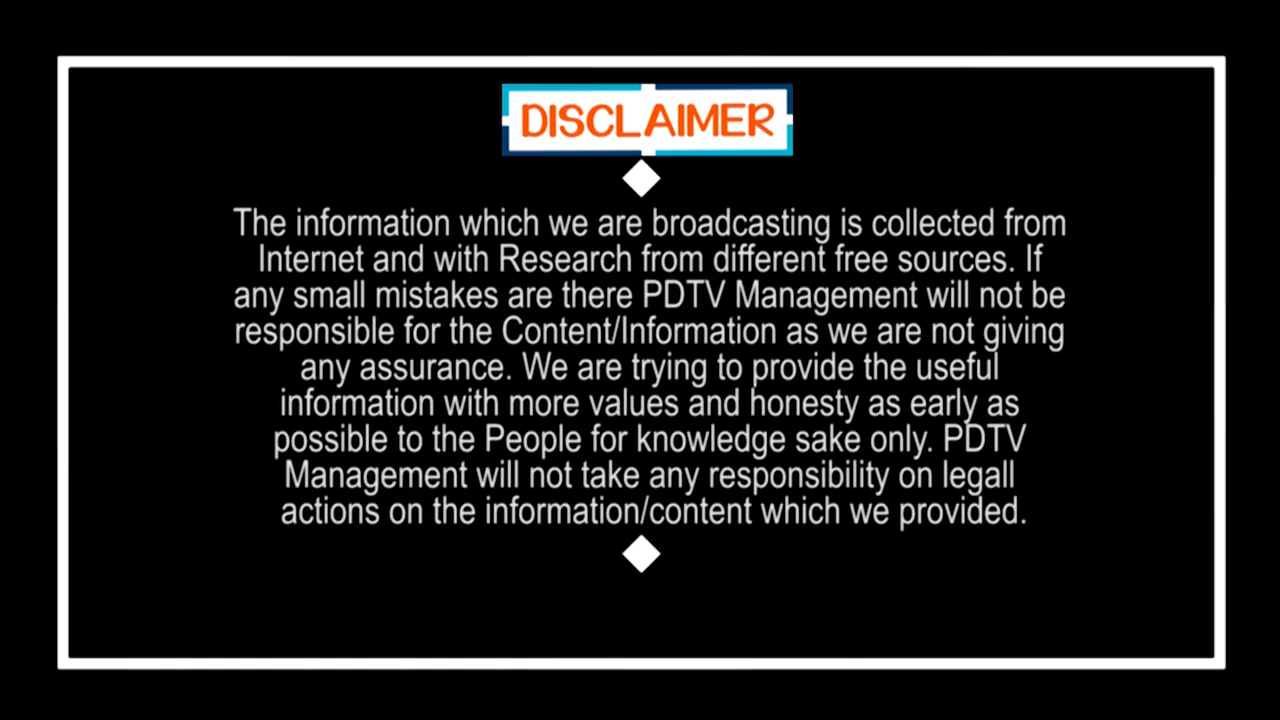 DISCLAIMER
The information which we are broadcasting is collected from
Internet and with Research from different free sources. If
any small mistakes are there PDTV Management will not be
responsible for the Content/Information as we are not giving
any assurance. We are trying to provide the useful
information with more values and honesty as early as
possible to the People for knowledge sake only. PDTV
Management will not take any responsibility on legall
actions on the information/content which we provided.